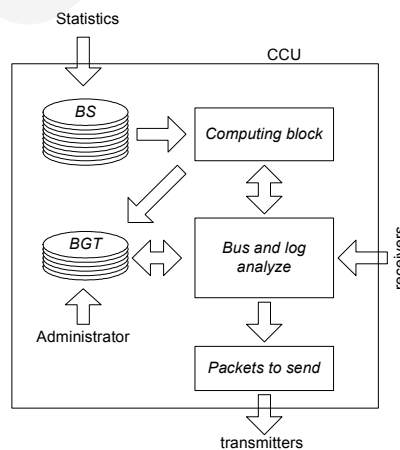 Statistics
CCU
BS
Computing block
BGT
Bus and log
analyze
receivers
Administrator
Packets to send
transmitters